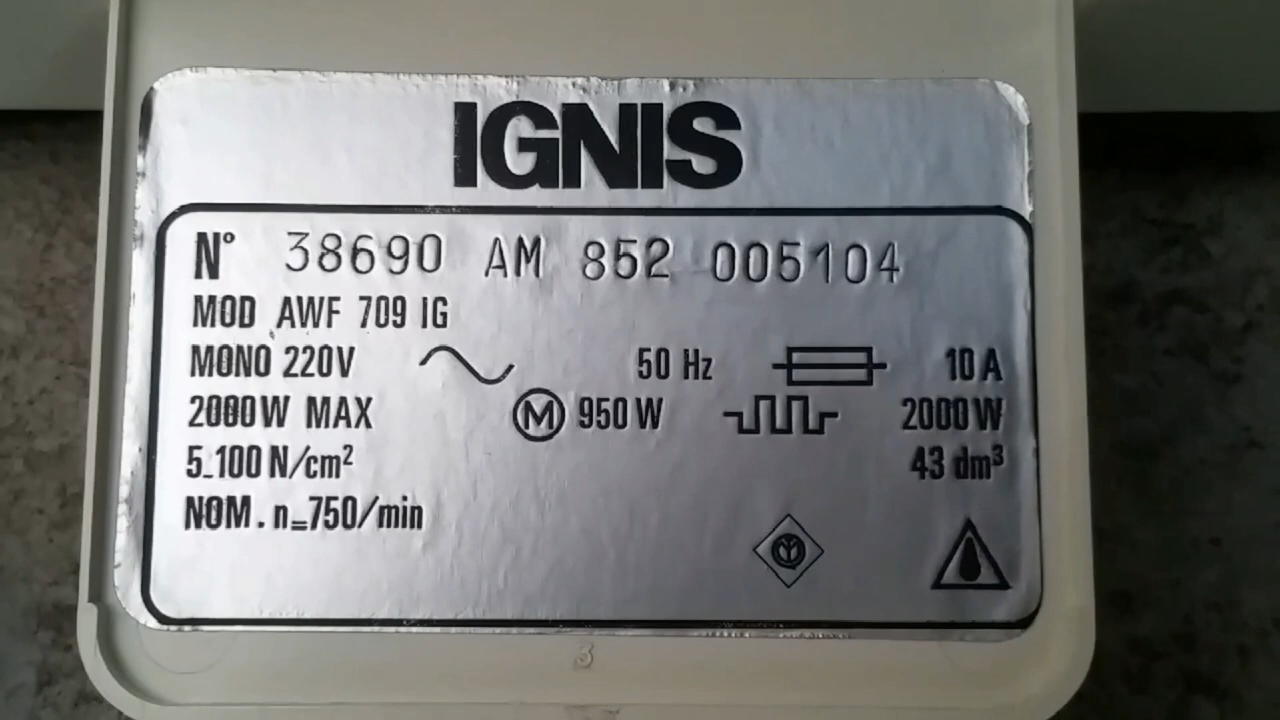 IGNIS
N° 38690 AM 852 005104
MOD AWF 709 IG
MONO 220V 50 Hz 10 A
2000W MAX M 950 W 2000 W
5_100 N/cm² 43 dm³
NOM. n=750/min
3